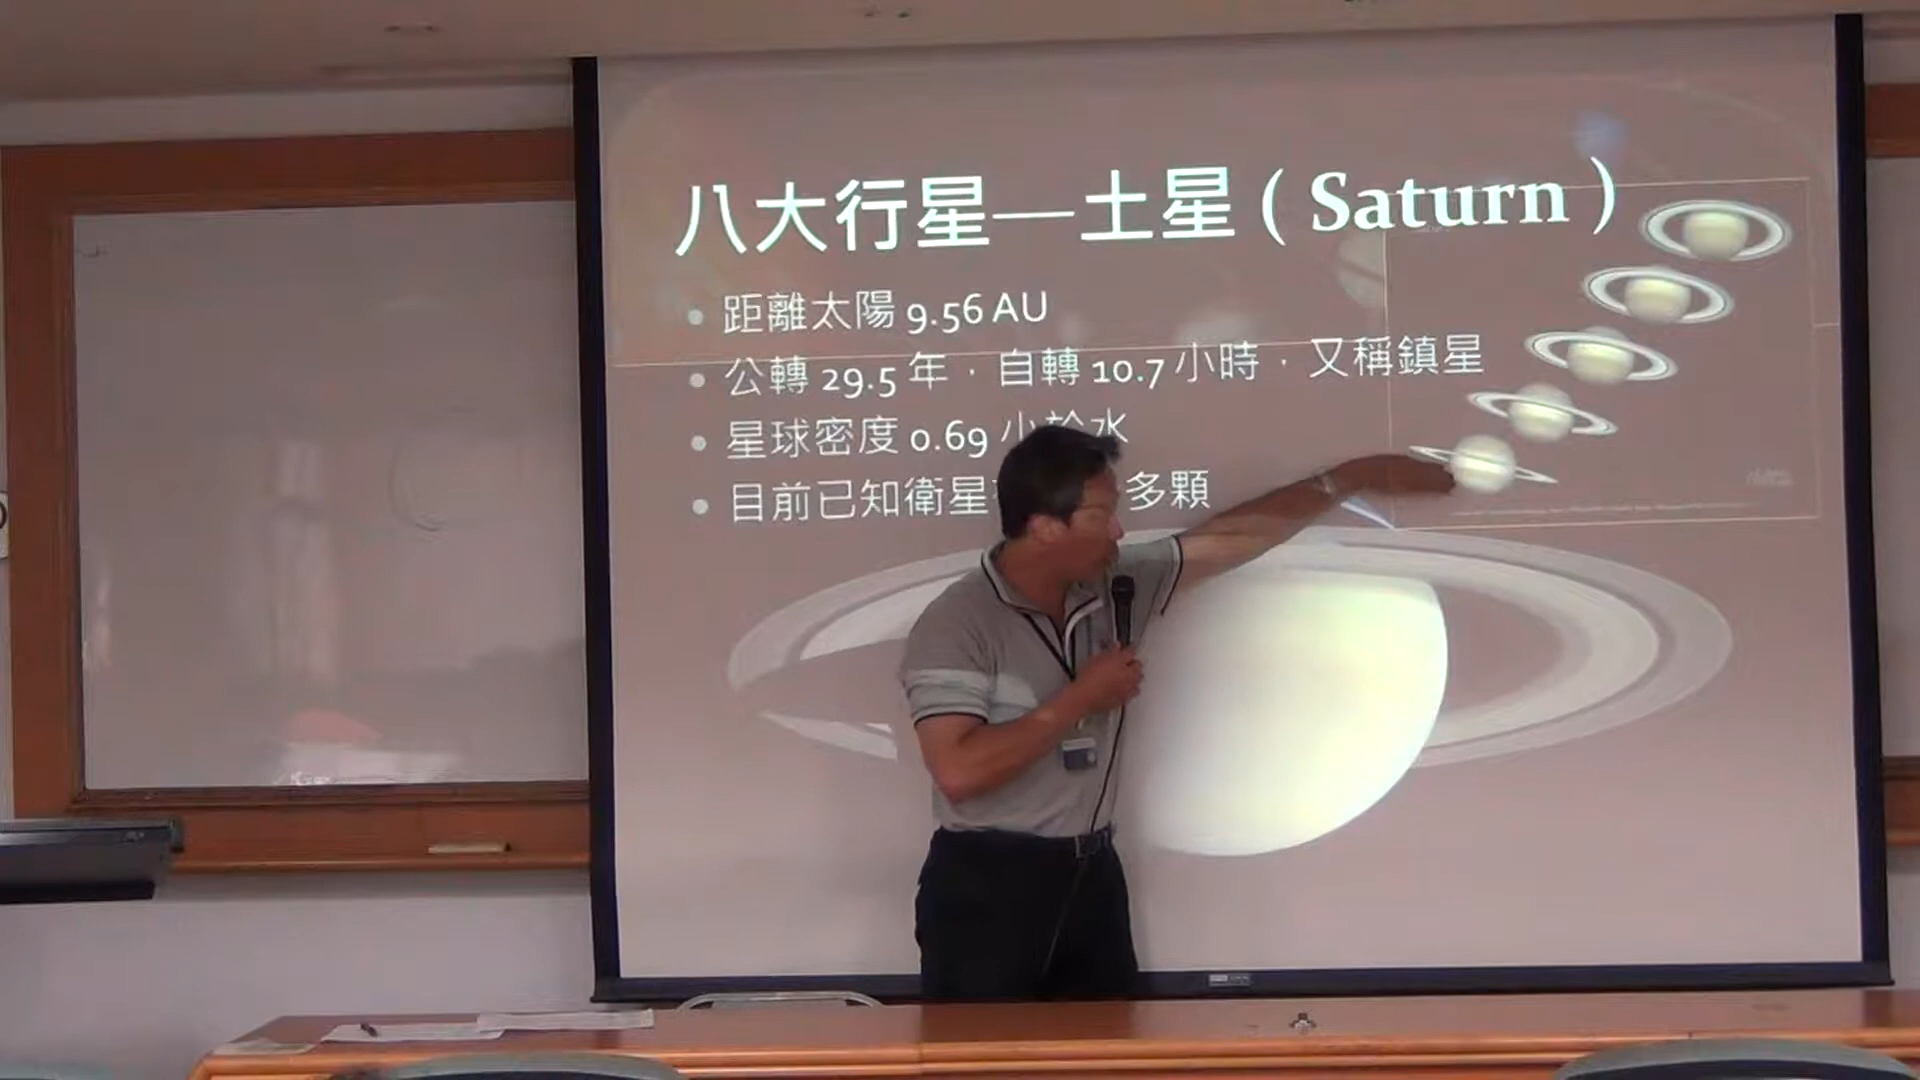 八大行星—土星 ( Saturn )
• 距離太陽 9.56 AU
• 公轉 29.5 年，自轉 10.7 小時，又稱鎮星
• 星球密度 0.69 小於水
• 目前已知衛星 多顆